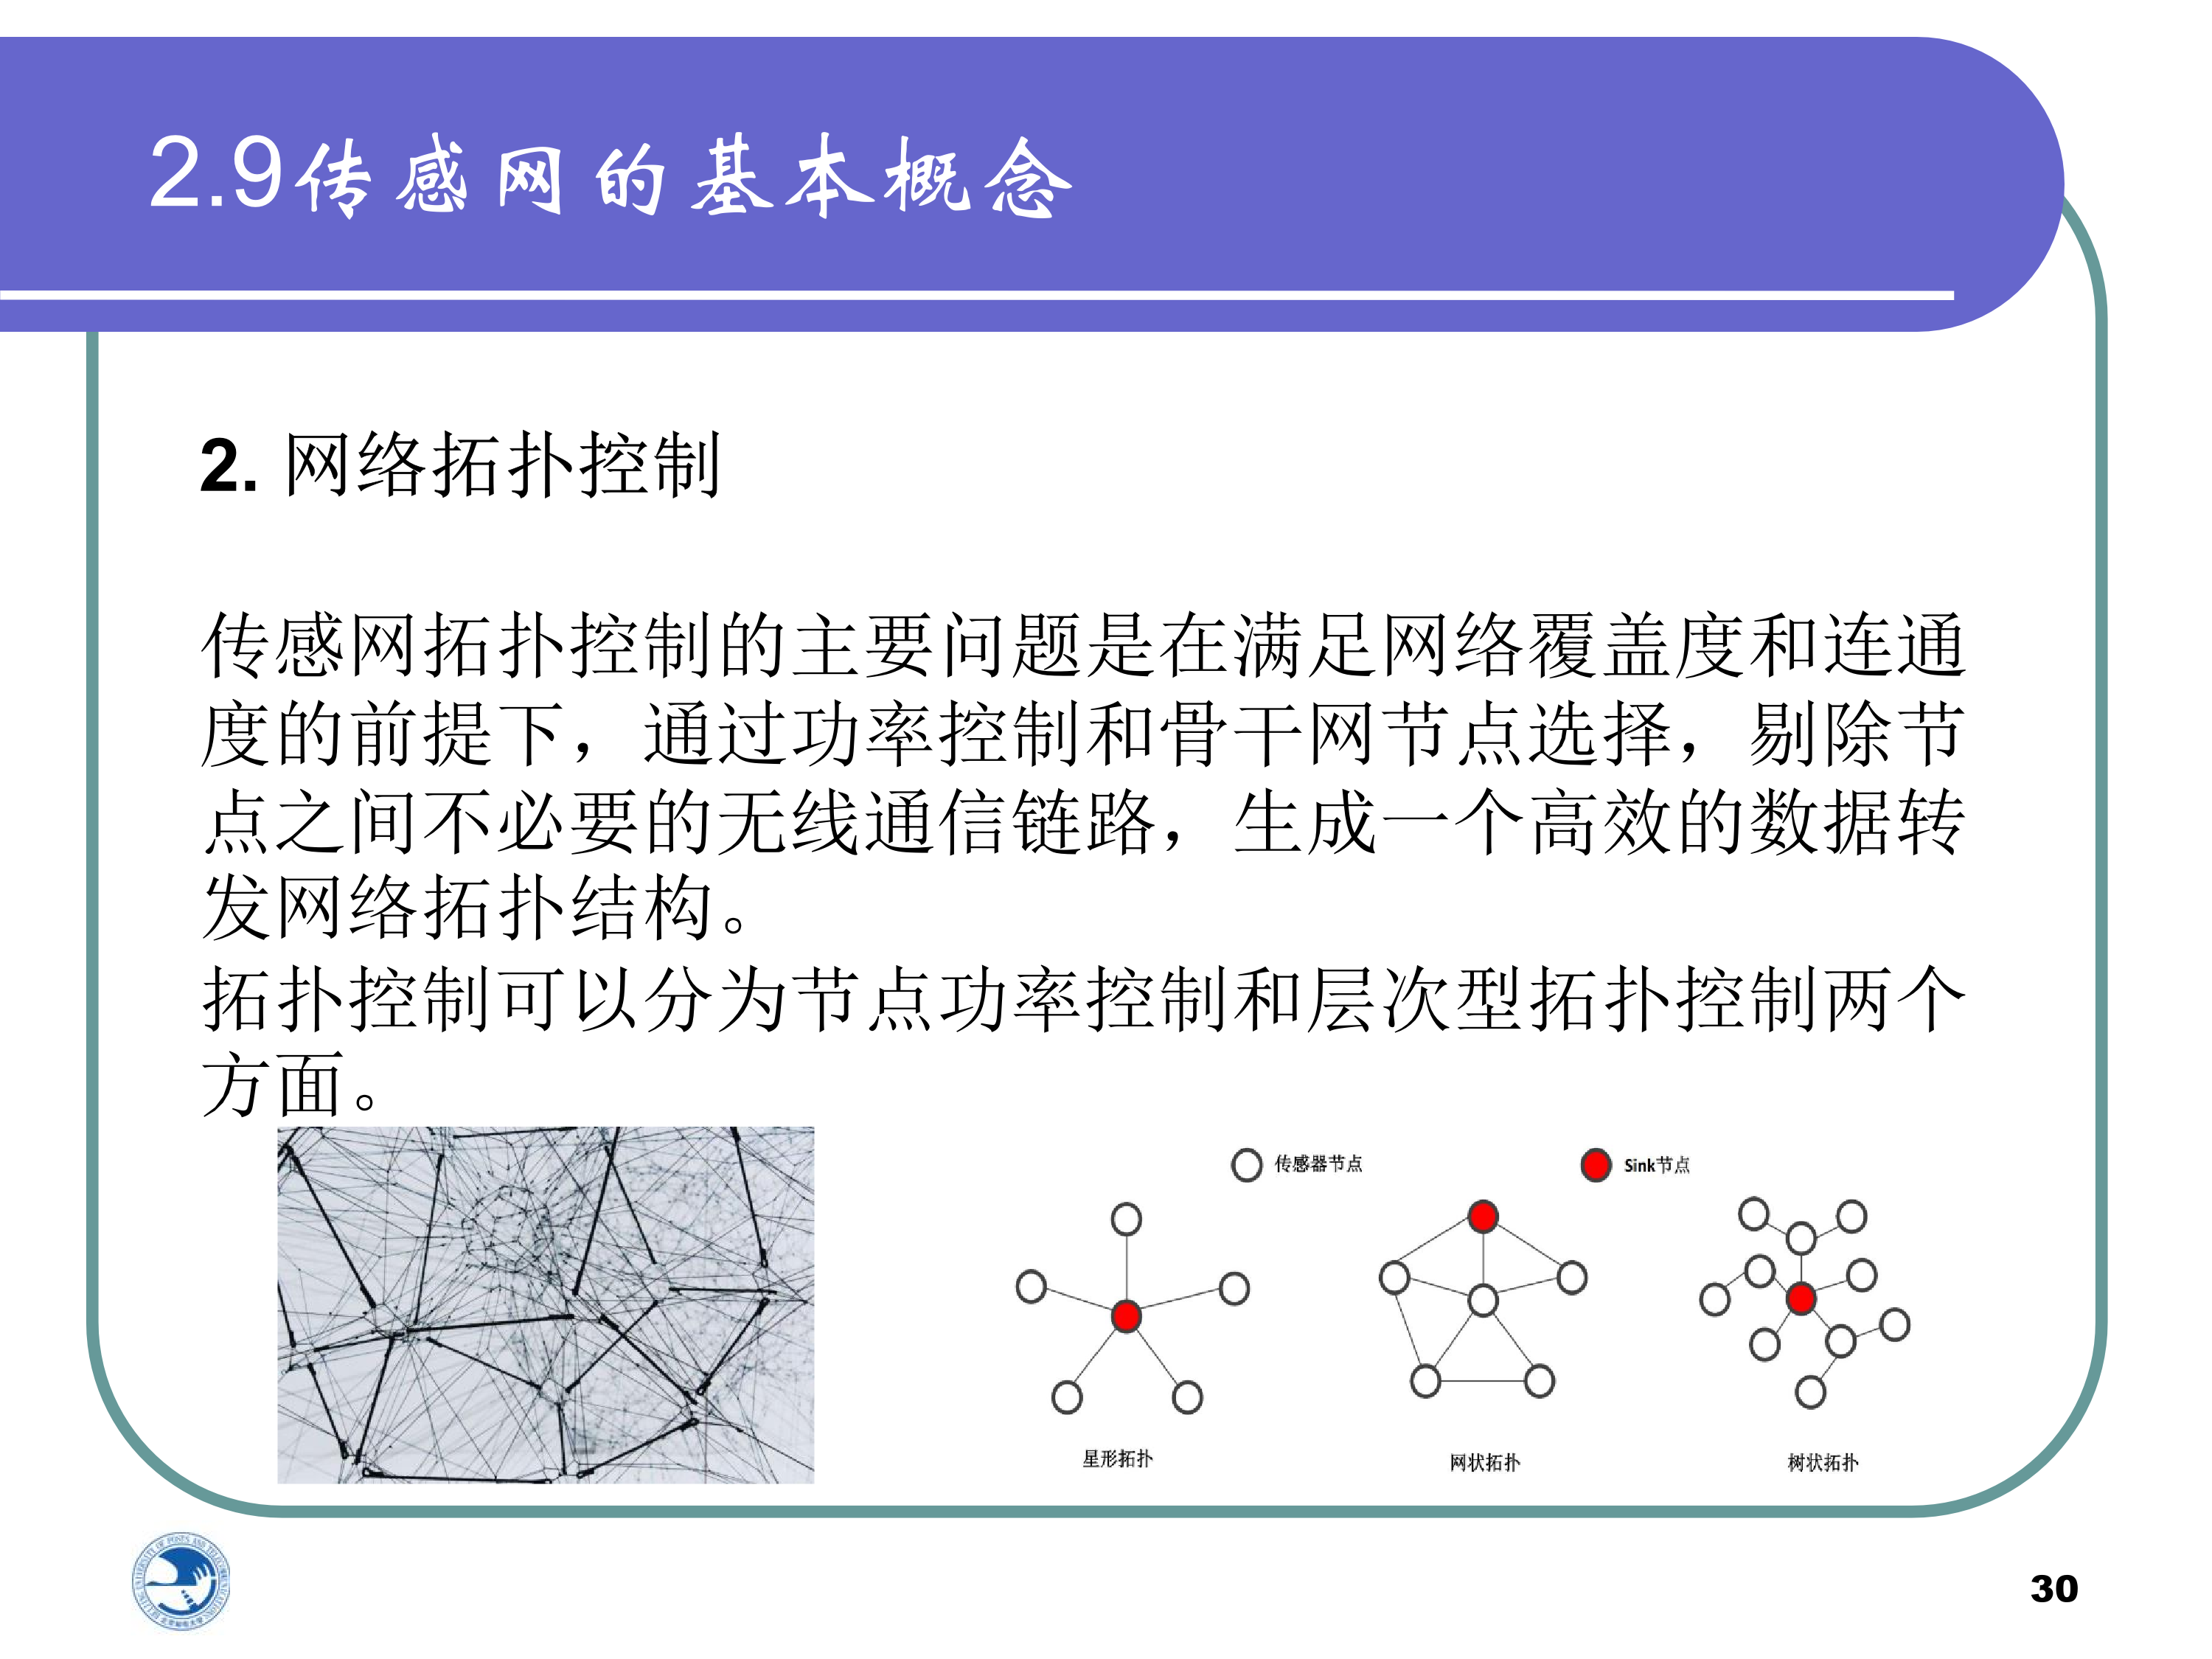 2.9传感网的基本概念
2. 网络拓扑控制
传感网拓扑控制的主要问题是在满足网络覆盖度和连通
度的前提下，通过功率控制和骨干网节点选择，剔除节
点之间不必要的无线通信链路，生成一个高效的数据转
发网络拓扑结构。
拓扑控制可以分为节点功率控制和层次型拓扑控制两个
方面。
传感器节点
Sink节点
星形拓扑
网状拓扑
树状拓扑
30